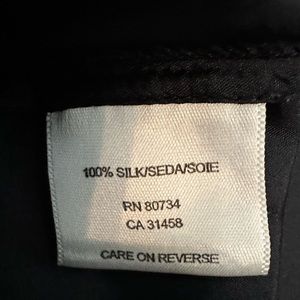 100% SILK/SEDA/SOIE
RN 80734
CA 31458
CARE ON REVERSE